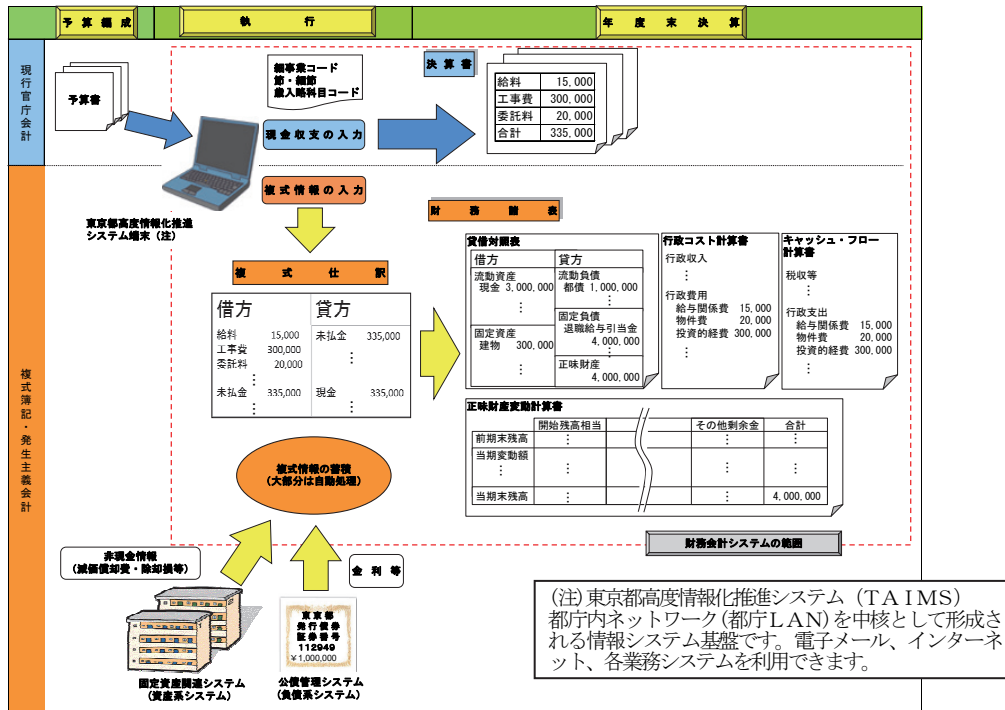 予算編成
執行
年度末決算
現行官庁会計
予算書
細事業コード
節・細節
歳入略科目コード
現金収支の入力
決算書
給料 15,000
工事費 300,000
委託料 20,000
合計 335,000
複式簿記・発生主義会計
東京都高度情報化推進
システム端末（注）
複式情報の入力
複式仕訳
借方 貸方
給料 15,000 未払金 335,000
工事費 300,000 ⋮
委託料 20,000
⋮
未払金 335,000 現金 335,000
⋮ ⋮
複式情報の蓄積
(大部分は自動処理)
財務諸表
貸借対照表
借方 貸方
流動資産 流動負債
現金 3,000,000 都債 1,000,000
⋮ ⋮
固定負債
退職給与引当金
固定資産 4,000,000
建物 300,000 ⋮
⋮ 正味財産
4,000,000
行政コスト計算書
行政収入
⋮
行政費用
給与関係費 15,000
物件費 20,000
投資的経費 300,000
⋮
キャッシュ・フロー
計算書
税収等
⋮
行政支出
給与関係費 15,000
物件費 20,000
投資的経費 300,000
⋮
正味財産変動計算書
開始残高相当 その他剰余金 合計
前期末残高 ⋮ ⋮ ⋮
当期変動額
⋮ ⋮ ⋮ ⋮
当期末残高 ⋮ ⋮ 4,000,000
財務会計システムの範囲
非現金情報
(減価償却費・除却損等)
金利等
東京都
発行債券
証券番号
112949
¥1,000,000
固定資産関連システム
(資産系システム)
公債管理システム
(負債系システム)
(注)東京都高度情報化推進システム（ＴＡＩＭＳ）
都庁内ネットワーク(都庁ＬＡＮ)を中核として形成さ
れる情報システム基盤です。電子メール、インターネ
ット、各業務システムを利用できます。